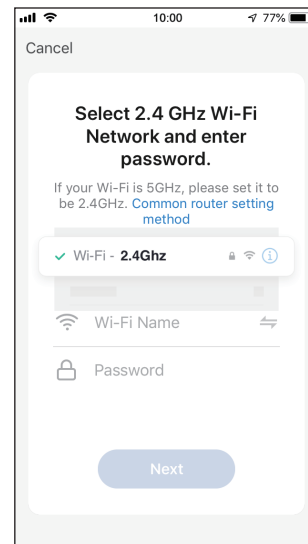 10:00 77%
Cancel
Select 2.4 GHz Wi-Fi
Network and enter
password.
If your Wi-Fi is 5GHz, please set it to
be 2.4GHz. Common router setting
method
Wi-Fi - 2.4Ghz
Wi-Fi Name
Password
Next